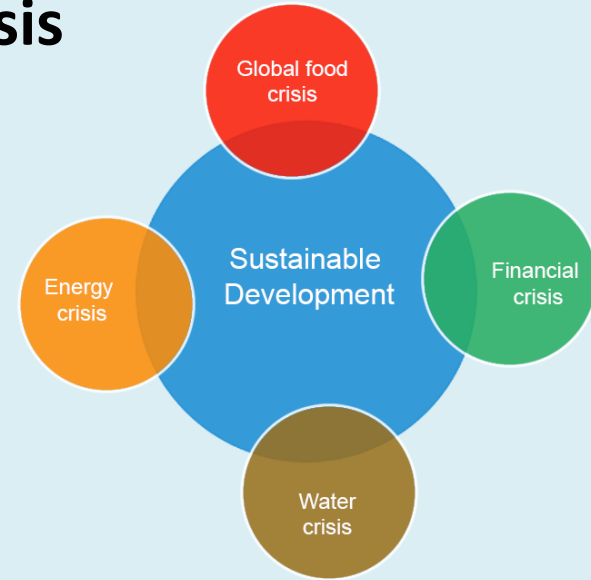 sis
Global food
crisis
Sustainable
Development
Energy
crisis
Financial
crisis
Water
crisis